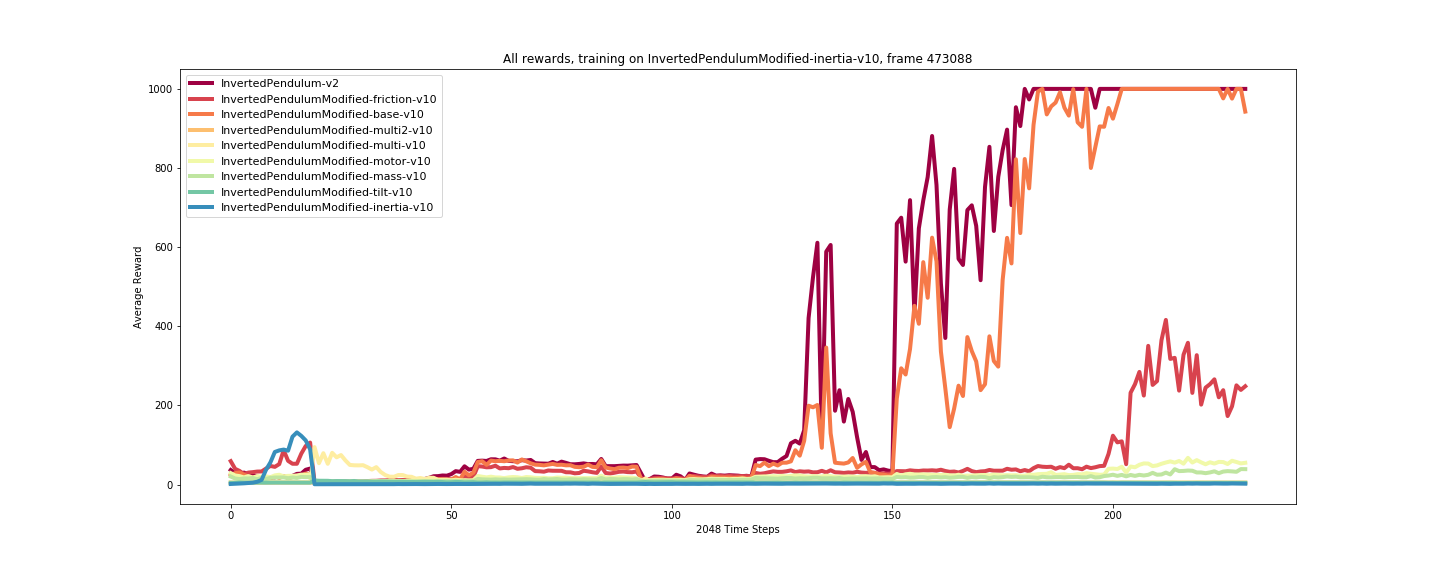 All rewards, training on InvertedPendulumModified-inertia-v10, frame 473088
InvertedPendulum-v2
InvertedPendulumModified-friction-v10
InvertedPendulumModified-base-v10
InvertedPendulumModified-multi2-v10
InvertedPendulumModified-multi-v10
InvertedPendulumModified-motor-v10
InvertedPendulumModified-mass-v10
InvertedPendulumModified-tilt-v10
InvertedPendulumModified-inertia-v10
1000
800
600
400
200
0
Average Reward
0 50 100 150 200
2048 Time Steps